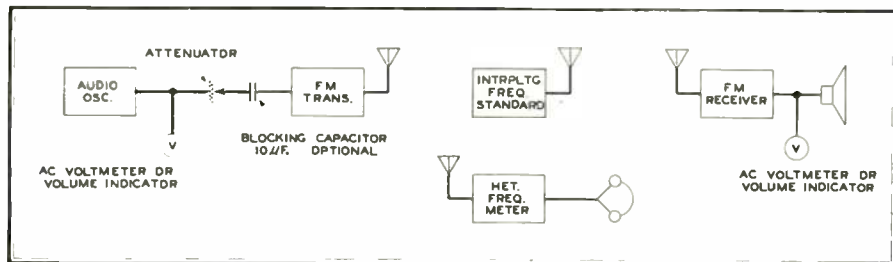 ATTENUATOR
AUDIO
OSC.
V
AC VOLTMETER OR
VOLUME INDICATOR
BLOCKING CAPACITOR
10µF. OPTIONAL
FM
TRANS.
INTRPLTG
FREQ.
STANDARD
HET.
FREQ.
METER
FM
RECEIVER
V
AC VOLTMETER OR
VOLUME INDICATOR